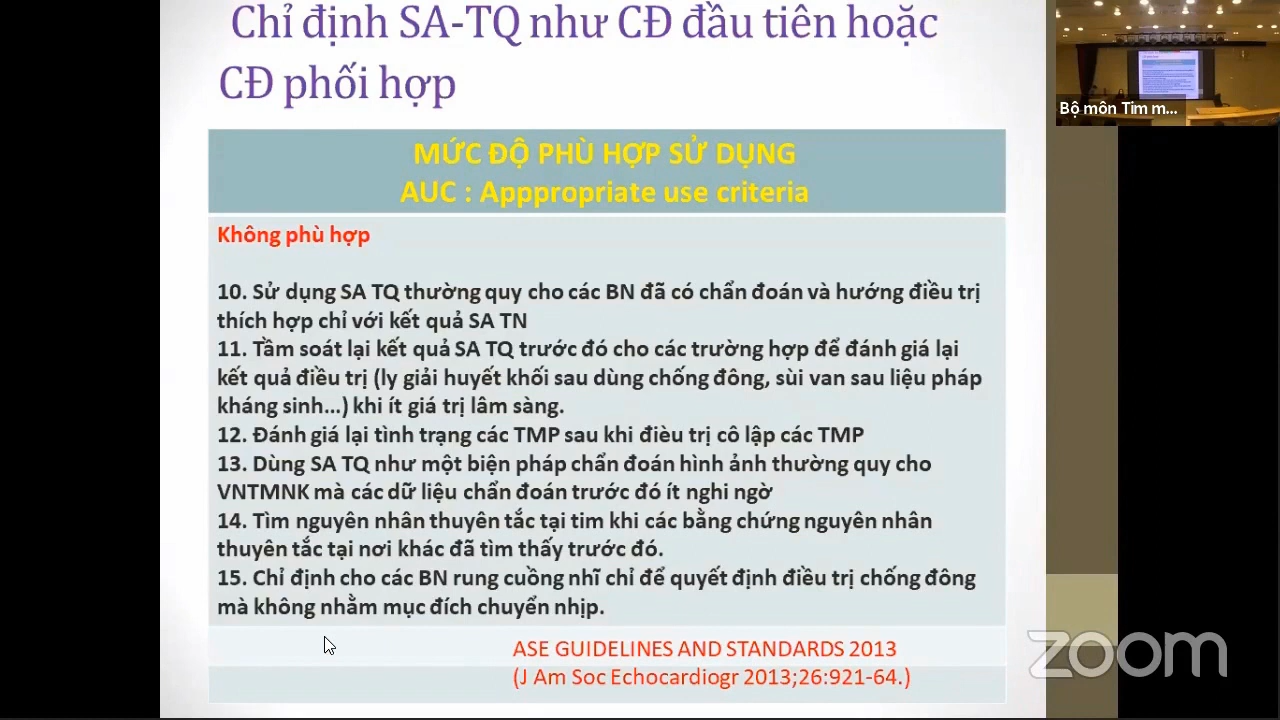 Chỉ định SA-TQ như CĐ đầu tiên hoặc
CĐ phối hợp
MỨC ĐỘ PHÙ HỢP SỬ DỤNG
AUC : Apppropriate use criteria
Không phù hợp
10. Sử dụng SA TQ thường quy cho các BN đã có chẩn đoán và hướng điều trị
thích hợp chỉ với kết quả SA TN
11. Tầm soát lại kết quả SA TQ trước đó cho các trường hợp để đánh giá lại
kết quả điều trị (ly giải huyết khối sau dùng chống đông, sùi van sau liệu pháp
kháng sinh...) khi ít giá trị lâm sàng.
12. Đánh giá lại tình trạng các TMP sau khi đièu trị cô lập các TMP
13. Dùng SA TQ như một biện pháp chẩn đoán hình ảnh thường quy cho
VNTMNK mà các dữ liệu chẩn đoán trước đó ít nghi ngờ
14. Tìm nguyên nhân thuyên tắc tại tim khi các bằng chứng nguyên nhân
thuyên tắc tại nơi khác đã tìm thấy trước đó.
15. Chỉ định cho các BN rung cuồng nhĩ chỉ để quyết định điều trị chống đông
mà không nhằm mục đích chuyển nhịp.
ASE GUIDELINES AND STANDARDS 2013
(J Am Soc Echocardiogr 2013;26:921-64.)
Bộ môn Tim m...
zoom